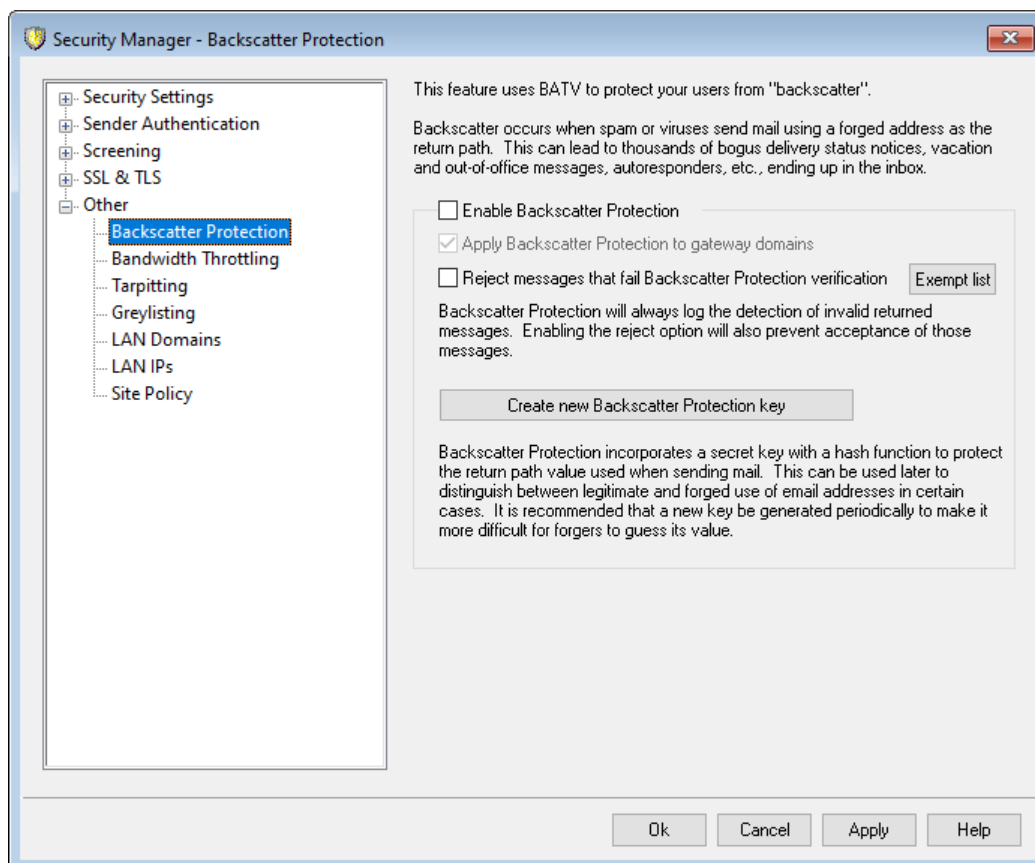 Security Manager - Backscatter Protection
Security Settings
Sender Authentication
Screening
SSL & TLS
Other
Backscatter Protection
Bandwidth Throttling
Tarpitting
Greylisting
LAN Domains
LAN IPs
Site Policy
This feature uses BATV to protect your users from "backscatter".
Backscatter occurs when spam or viruses send mail using a forged address as the
return path.  This can lead to thousands of bogus delivery status notices, vacation
and out-of-office messages, autoresponders, etc., ending up in the inbox.
Enable Backscatter Protection
Apply Backscatter Protection to gateway domains
Reject messages that fail Backscatter Protection verification
Exempt list
Backscatter Protection will always log the detection of invalid returned
messages.  Enabling the reject option will also prevent acceptance of those
messages.
Create new Backscatter Protection key
Backscatter Protection incorporates a secret key with a hash function to protect
the return path value used when sending mail.  This can be used later to
distinguish between legitimate and forged use of email addresses in certain
cases.  It is recommended that a new key be generated periodically to make it
more difficult for forgers to guess its value.
Ok
Cancel
Apply
Help